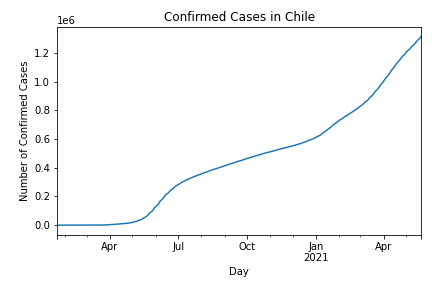 Confirmed Cases in Chile
1e6
Number of Confirmed Cases
1.2
1.0
0.8
0.6
0.4
0.2
0.0
Apr Jul Oct Jan Apr
2021
Day